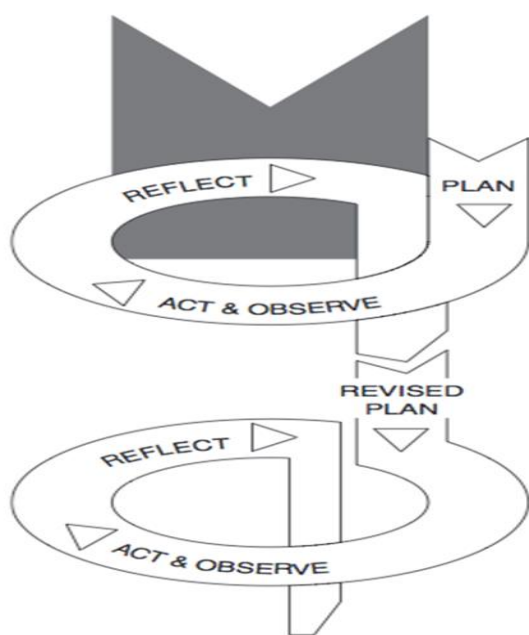 PLAN
REFLECT
ACT & OBSERVE
REVISED
PLAN
REFLECT
ACT & OBSERVE